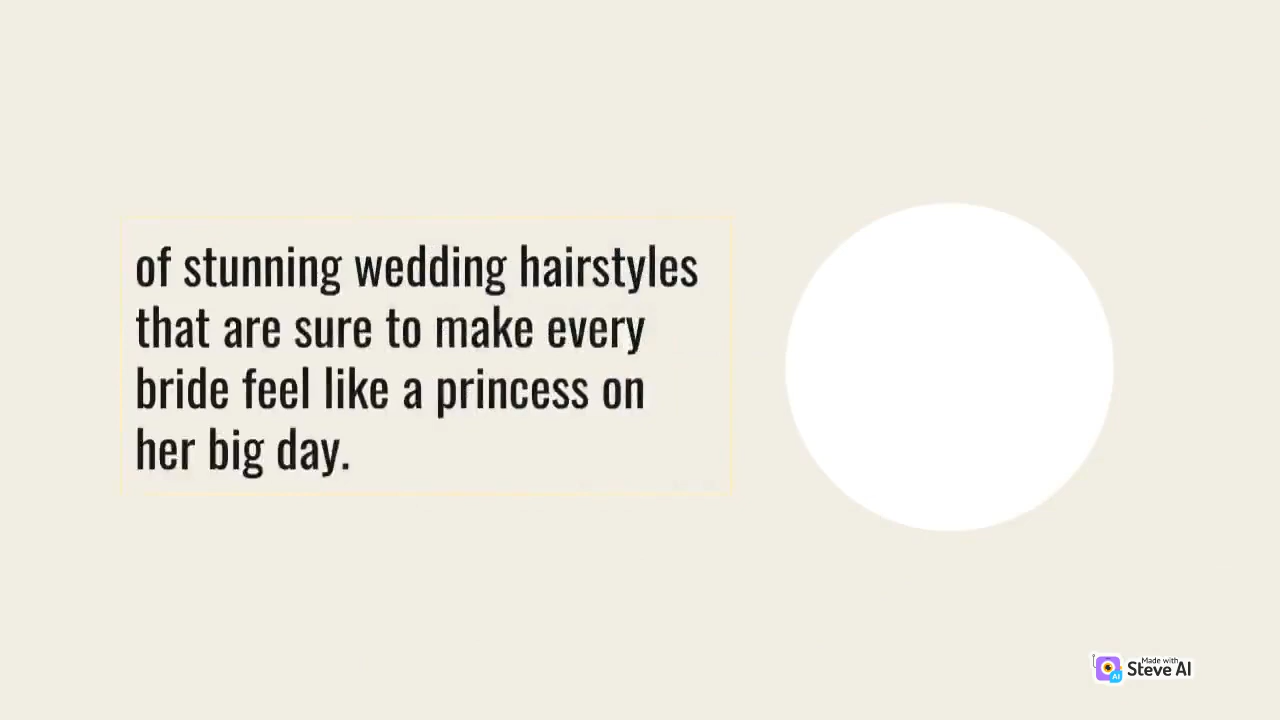 of stunning wedding hairstyles
that are sure to make every
bride feel like a princess on
her big day.
Made with
Steve AI
AI